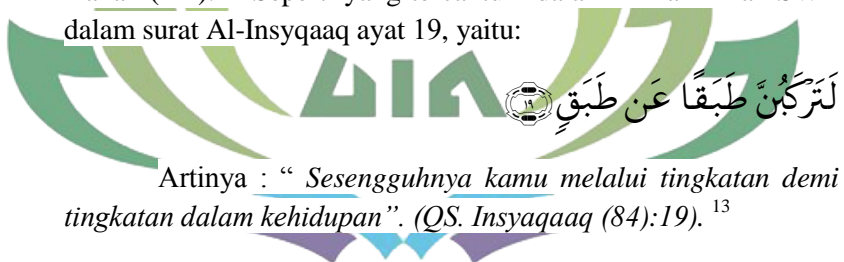 dalam surat Al-Insyqaaq ayat 19, yaitu:
لَتَرْكَبُنَّ طَبَقًا عَن طَبَقٍ ۝١٩
Artinya : “ Sesengguhnya kamu melalui tingkatan demi
tingkatan dalam kehidupan”. (QS. Insyaqaaq (84):19). 13